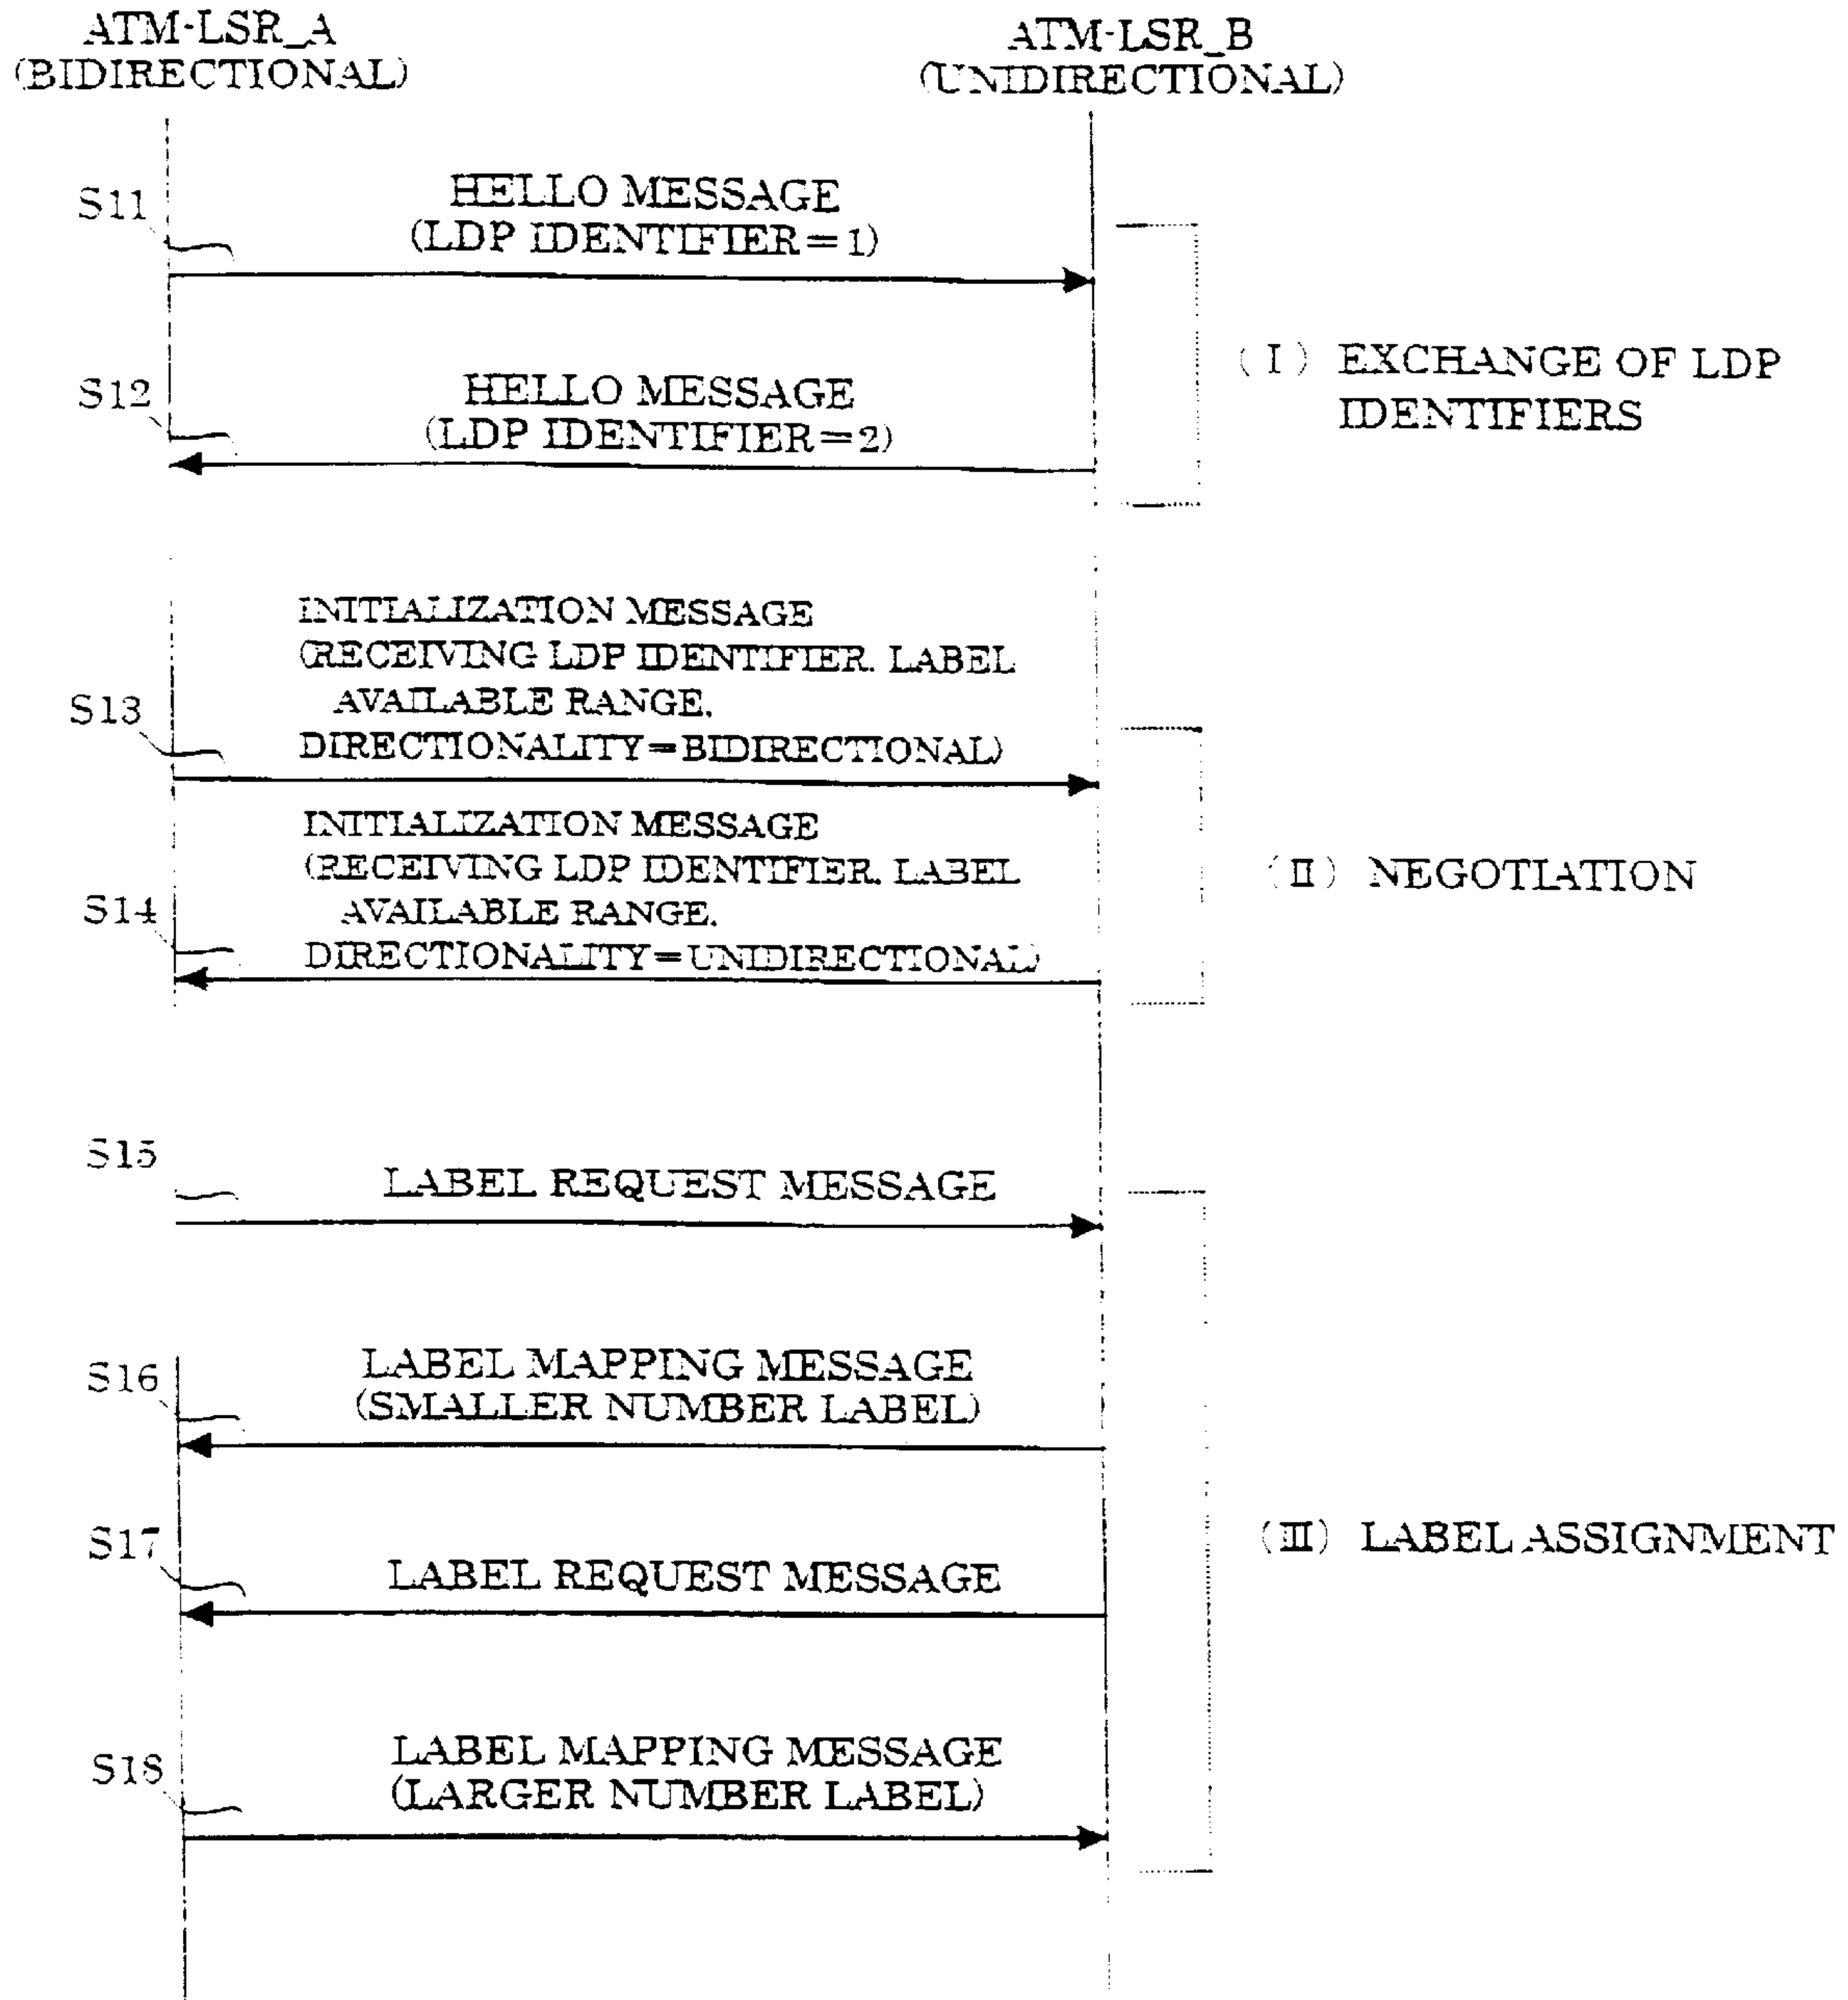 ATM-LSR_A
(BIDIRECTIONAL)
ATM-LSR_B
(UNIDIRECTIONAL)
S11
HELLO MESSAGE
(LDP IDENTIFIER=1)
S12
HELLO MESSAGE
(LDP IDENTIFIER=2)
(I) EXCHANGE OF LDP
IDENTIFIERS
S13
INITIALIZATION MESSAGE
(RECEIVING LDP IDENTIFIER. LABEL
AVAILABLE RANGE.
DIRECTIONALITY=BIDIRECTIONAL)
S14
INITIALIZATION MESSAGE
(RECEIVING LDP IDENTIFIER. LABEL
AVAILABLE RANGE.
DIRECTIONALITY=UNIDIRECTIONAL)
(II) NEGOTIATION
S15
LABEL REQUEST MESSAGE
S16
LABEL MAPPING MESSAGE
(SMALLER NUMBER LABEL)
S17
LABEL REQUEST MESSAGE
(III) LABEL ASSIGNMENT
S18
LABEL MAPPING MESSAGE
(LARGER NUMBER LABEL)